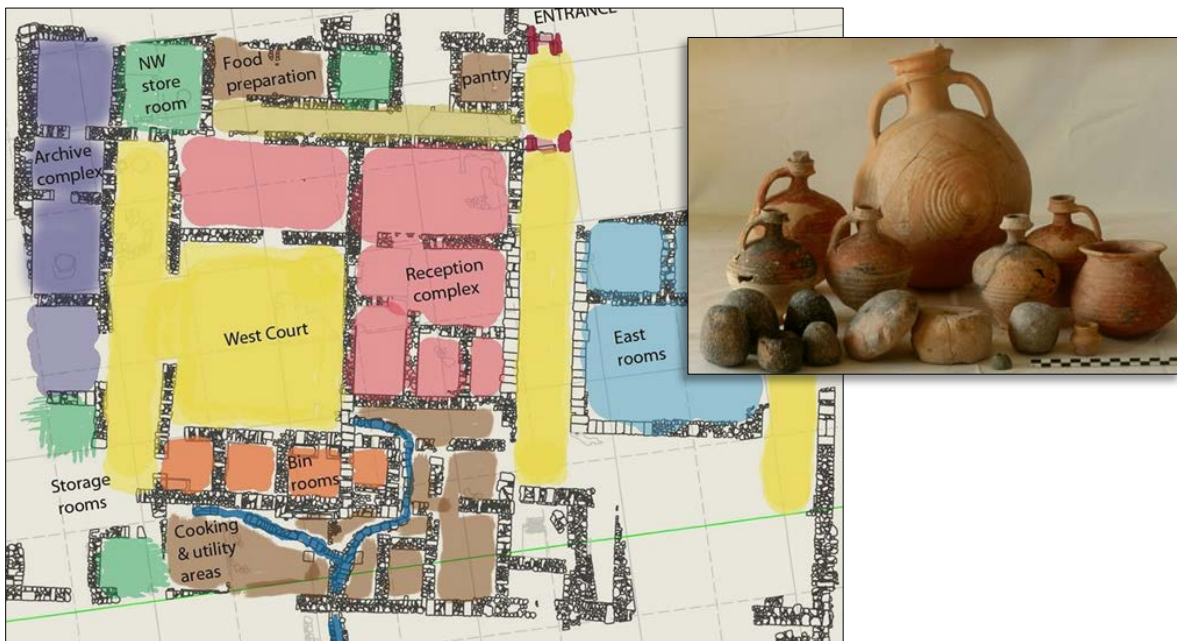 ENTRANCE
NW
store
room
Food
preparation
pantry
Archive
complex
Reception
complex
West Court
East
rooms
Bin
rooms
Storage
rooms
Cooking
& utility
areas